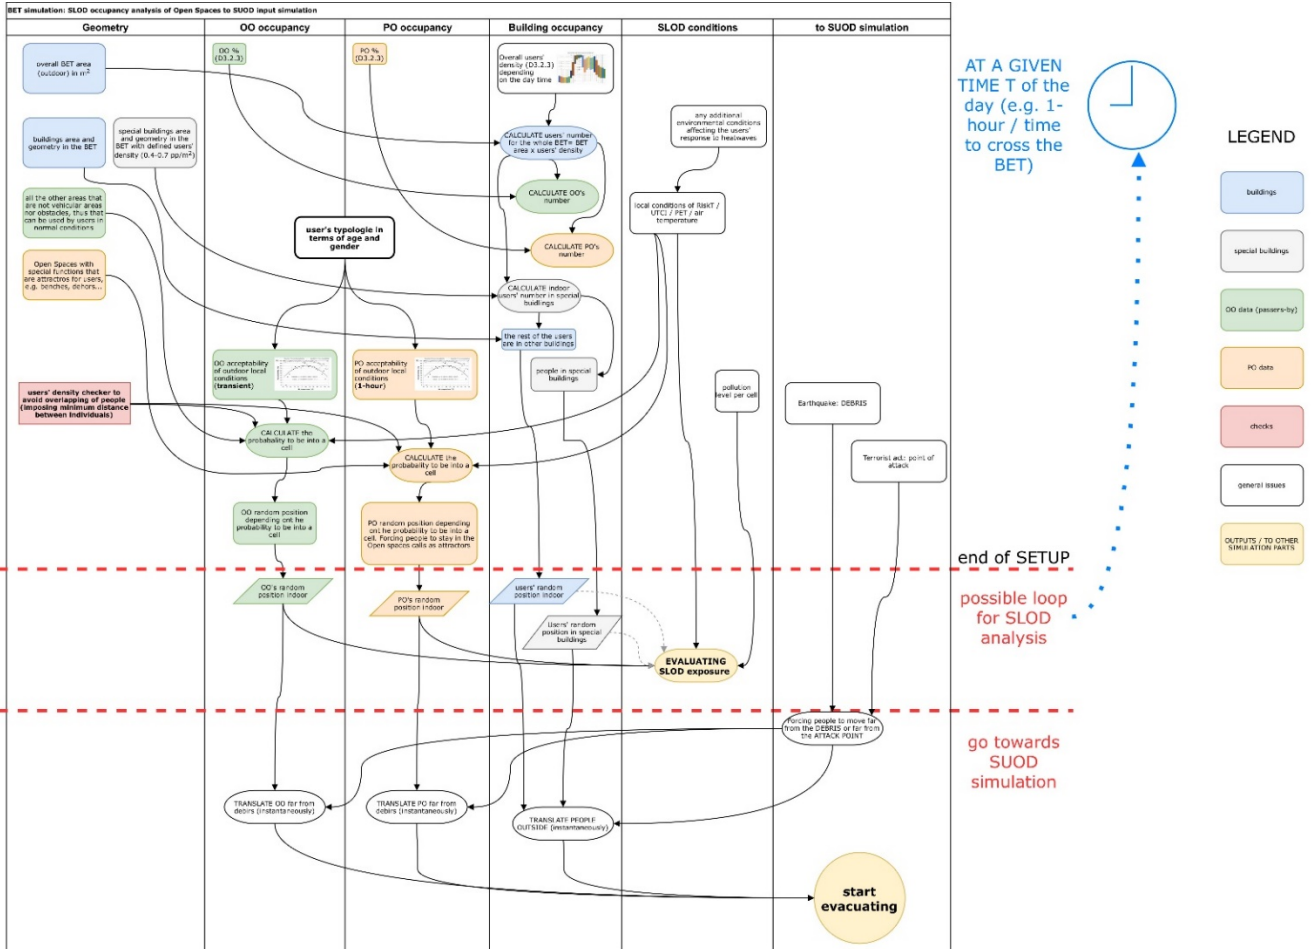 BET simulation: SLOD occupancy analysis of Open Spaces to SUOD input simulation
Geometry
OO occupancy
PO occupancy
Building occupancy
SLOD conditions
to SUOD simulation
overall BET area
(outdoor) in m²
OO %
(D3.2.3)
PO %
(D3.2.3)
Overall users'
density (D3.2.3)
depending
on the day time
buildings area and
geometry in the BET
special buildings area
and geometry in the
BET with defined users'
density (0.4-0.7 pp/m²)
CALCULATE users' number
for the whole BET= BET
area x users' density
any additional
environmental conditions
affecting the users'
response to heatwaves
all the other areas that
are not vehicular areas
nor obstacles, thus that
can be used by users in
normal conditions
CALCULATE OO's
number
local conditions of RiskT /
UTCI / PET / air
temperature
user's typologie in
terms of age and
gender
CALCULATE PO's
number
Open Spaces with
special functions that
are attractros for users,
e.g. benches, dehors...
CALCULATE indoor
users' number in special
buidlings
the rest of the users
are in other buildings
OO acceptability
of outdoor local
conditions
(transient)
PO acceptability
of outdoor local
conditions
(1-hour)
people in special
buildings
users' density checker to
avoid overlapping of people
(imposing minimum distance
between individuals)
pollution
level per cell
Earthquake: DEBRIS
CALCULATE the
probability to be into a
cell
CALCULATE the
probability to be into a
cell
Terrorist act: point of
attack
OO random position
depending ont he
probability to be into a
cell
PO random position depending
ont he probability to be into a
cell. Forcing people to stay in the
Open spaces calls as attractors
OO's random
position indoor
PO's random
position indoor
users' random
position indoor
Users' random
position in special
buildings
EVALUATING
SLOD exposure
Forcing people to move far
from the DEBRIS or far from
the ATTACK POINT
TRANSLATE OO far from
debirs (instantaneously)
TRANSLATE PO far from
debirs (instantaneously)
TRANSLATE PEOPLE
OUTSIDE (instantaneously)
start
evacuating
AT A GIVEN
TIME T of the
day (e.g. 1-
hour / time
to cross the
BET)
end of SETUP
possible loop
for SLOD
analysis
go towards
SUOD
simulation
LEGEND
buildings
special buildings
OO data (passers-by)
PO data
checks
general issues
OUTPUTS / TO OTHER
SIMULATION PARTS